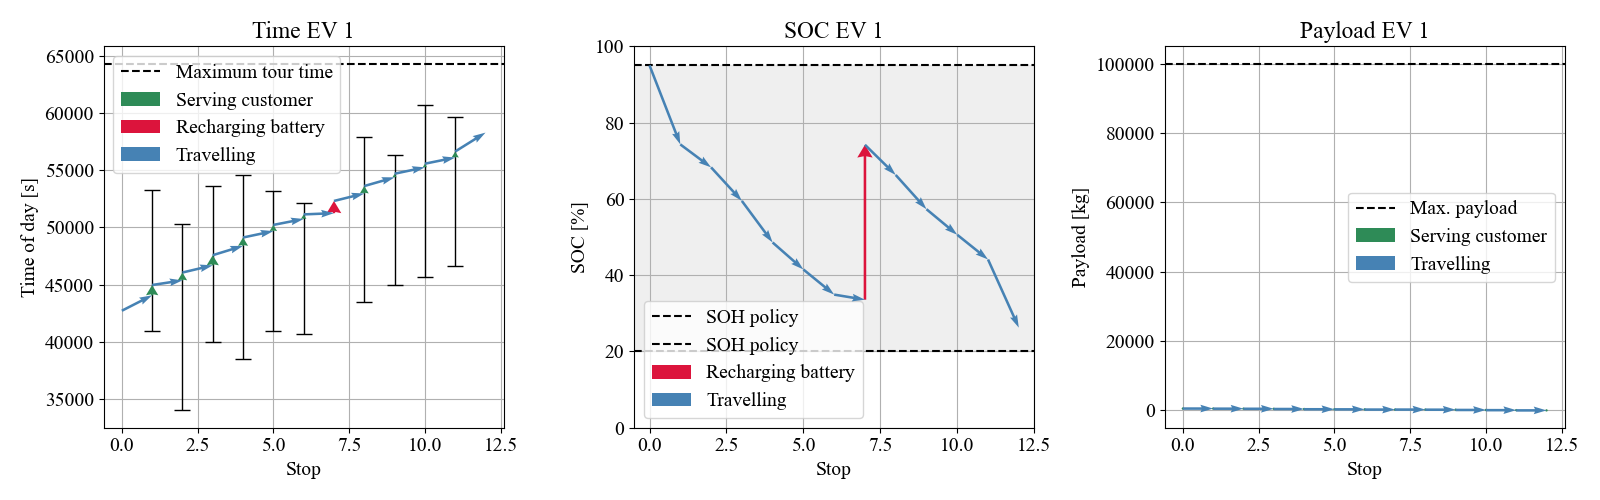 Time EV 1
65000
60000
55000
50000
45000
40000
35000
Time of day [s]
Maximum tour time
Serving customer
Recharging battery
Travelling
0.0 2.5 5.0 7.5 10.0 12.5
Stop
SOC EV 1
100
80
60
40
20
0
SOC [%]
SOH policy
SOH policy
Recharging battery
Travelling
0.0 2.5 5.0 7.5 10.0 12.5
Stop
Payload EV 1
100000
80000
60000
40000
20000
0
Payload [kg]
Max. payload
Serving customer
Travelling
0.0 2.5 5.0 7.5 10.0 12.5
Stop